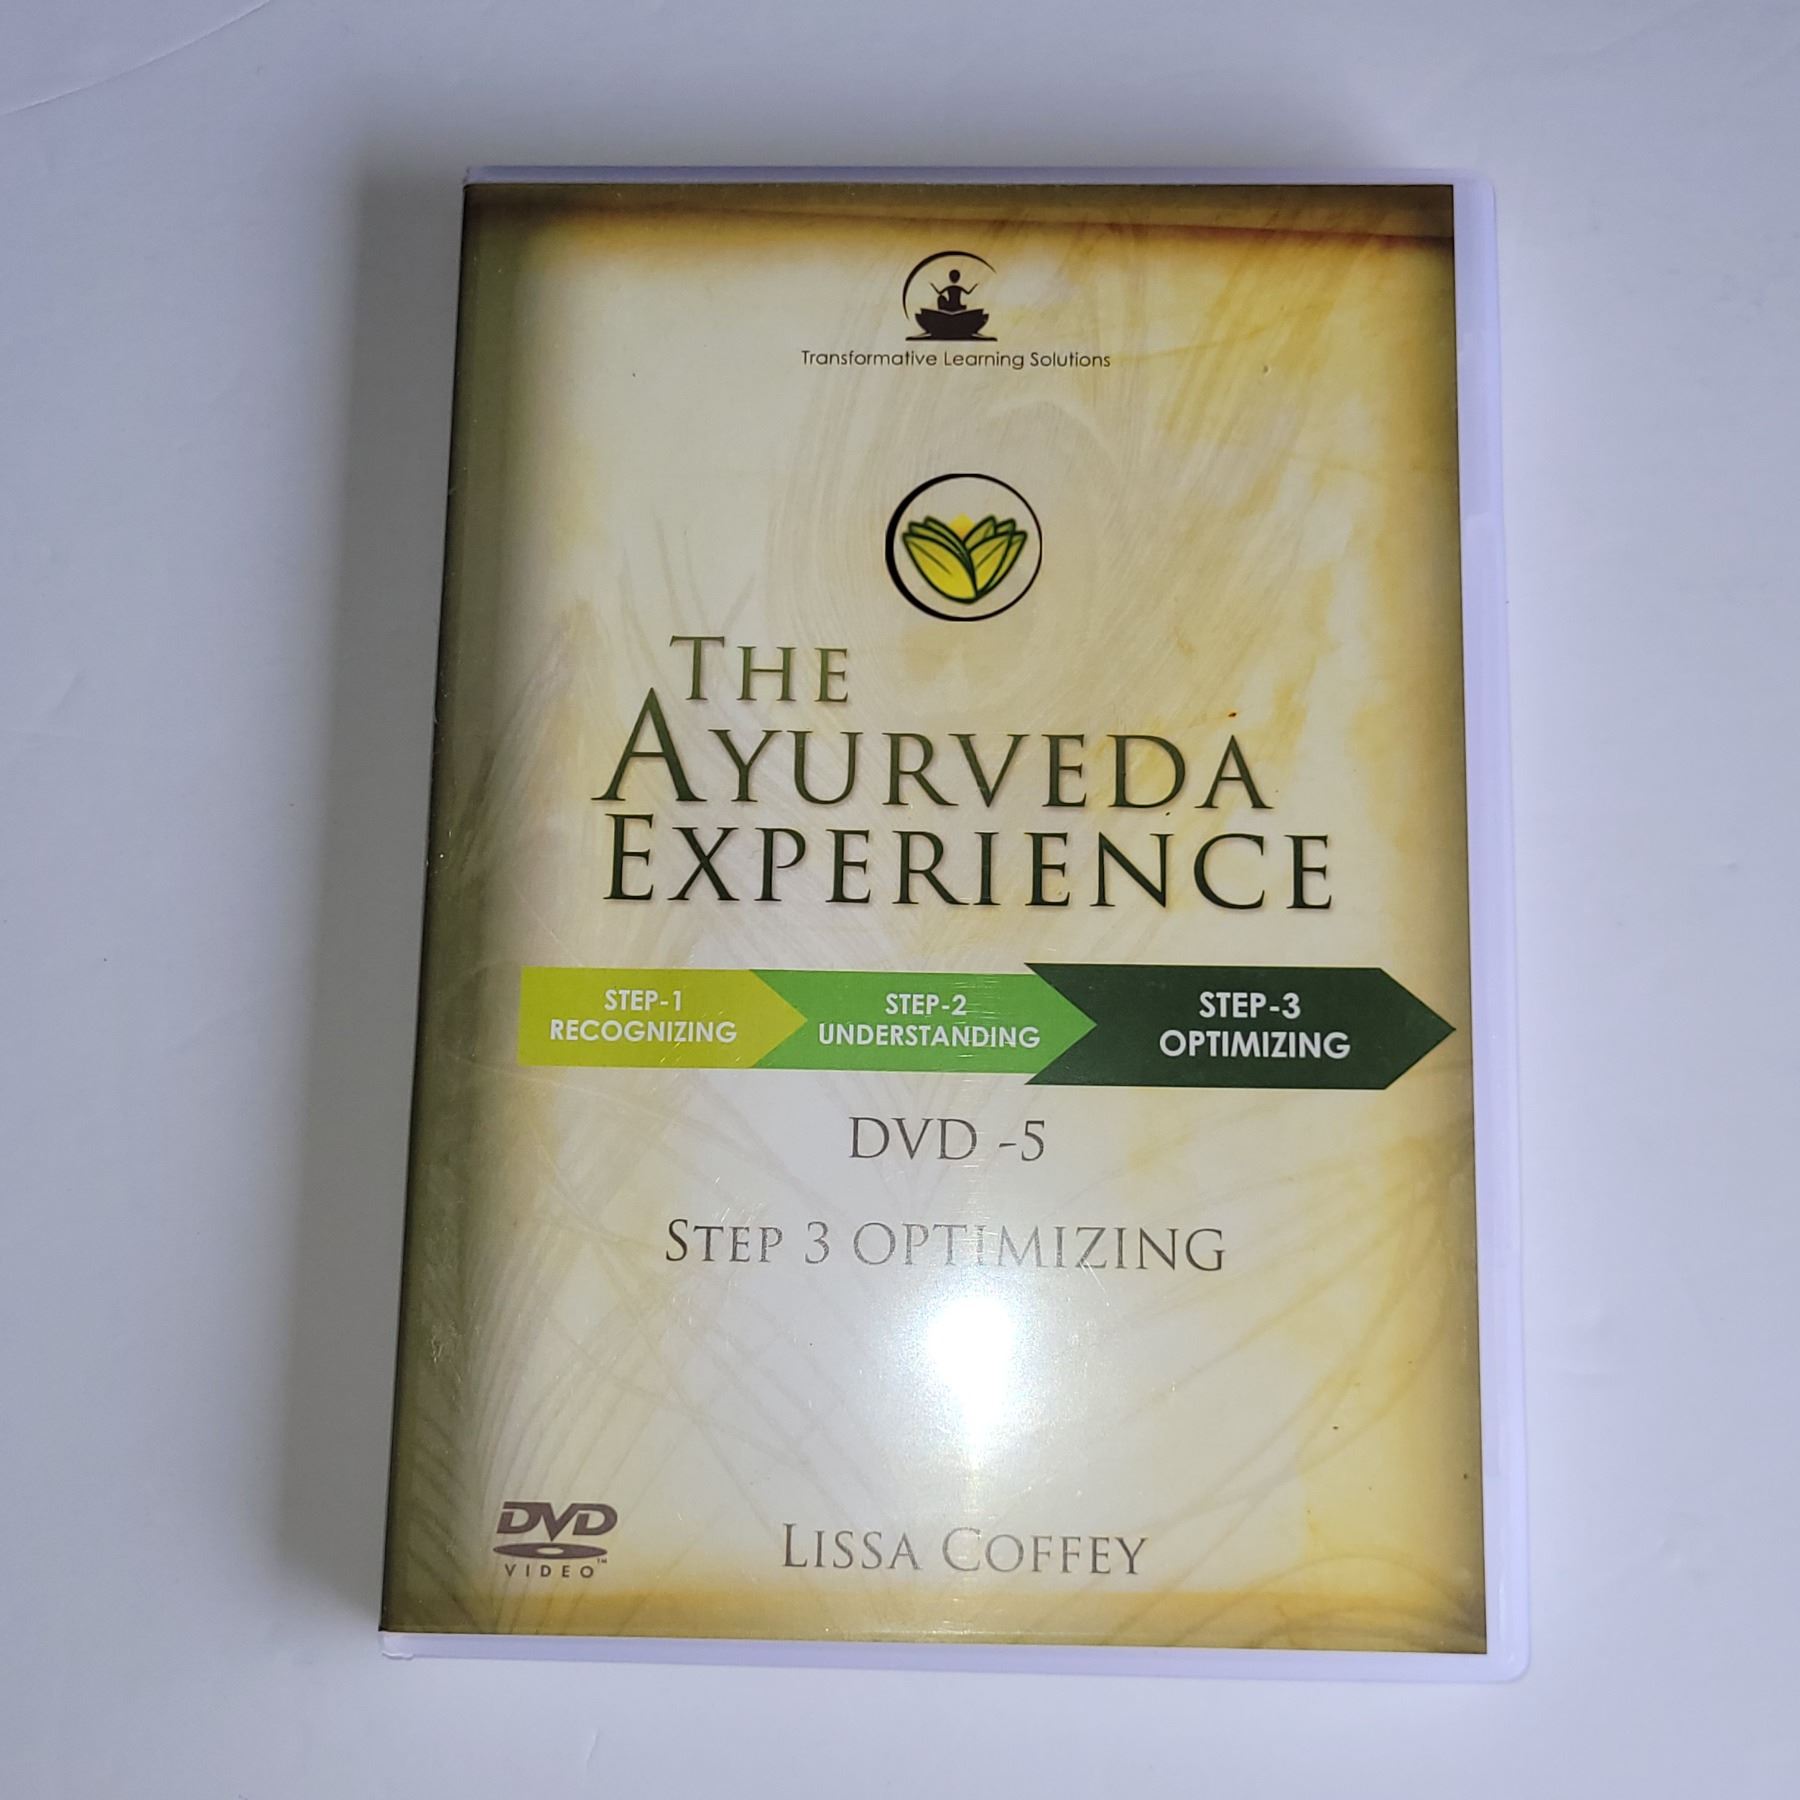 Transformative Learning Solutions
THE
AYURVEDA
EXPERIENCE
STEP-1
RECOGNIZING
STEP-2
UNDERSTANDING
STEP-3
OPTIMIZING
DVD -5
STEP 3 OPTIMIZING
DVD
VIDEO™
LISSA COFFEY